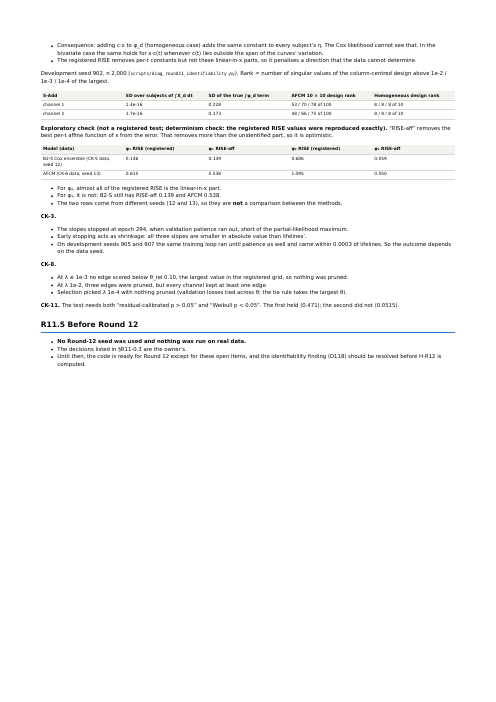 • Consequence: adding c·x to φ_d (homogeneous case) adds the same constant to every subject's η. The Cox likelihood cannot see that. In the
bivariate case the same holds for x·c(t) whenever c(t) lies outside the span of the curves' variation.
• The registered RISE removes per-t constants but not these linear-in-x parts, so it penalises a direction that the data cannot determine.
Development seed 902, n 2,000 (scripts/diag_round11_identifiability.py). Rank = number of singular values of the column-centred design above 1e-2 /
1e-3 / 1e-4 of the largest.
S-Add SD over subjects of ∫X_d dt SD of the true ∫φ_d term AFCM 10 × 10 design rank Homogeneous design rank
channel 1 1.4e-16 0.228 53 / 70 / 78 of 100 8 / 8 / 8 of 10
channel 2 1.7e-16 0.173 48 / 66 / 75 of 100 8 / 8 / 8 of 10
Exploratory check (not a registered test; determinism check: the registered RISE values were reproduced exactly). "RISE-aff" removes the
best per-t affine function of x from the error. That removes more than the unidentified part, so it is optimistic.
Model (data) φ₁ RISE (registered) φ₁ RISE-aff φ₂ RISE (registered) φ₂ RISE-aff
B2-S Cox ensemble (CK-5 data,
seed 12) 0.146 0.139 0.686 0.059
AFCM (CK-6 data, seed 13) 0.615 0.538 1.095 0.050
• For φ₂, almost all of the registered RISE is the linear-in-x part.
• For φ₁, it is not: B2-S still has RISE-aff 0.139 and AFCM 0.538.
• The two rows come from different seeds (12 and 13), so they are not a comparison between the methods.
CK-3.
• The slopes stopped at epoch 294, when validation patience ran out, short of the partial-likelihood maximum.
• Early stopping acts as shrinkage: all three slopes are smaller in absolute value than lifelines'.
• On development seeds 905 and 907 the same training loop ran until patience as well and came within 0.0003 of lifelines. So the outcome depends
on the data seed.
CK-8.
• At λ ≤ 1e-3 no edge scored below θ_rel 0.10, the largest value in the registered grid, so nothing was pruned.
• At λ 1e-2, three edges were pruned, but every channel kept at least one edge.
• Selection picked λ 1e-4 with nothing pruned (validation losses tied across θ; the tie rule takes the largest θ).
CK-11. The text needs both "residual-calibrated p > 0.05" and "Weibull p < 0.05". The first held (0.471); the second did not (0.0515).
R11.5 Before Round 12
• No Round-12 seed was used and nothing was run on real data.
• The decisions listed in §R11-0.3 are the owner's.
• Until then, the code is ready for Round 12 except for these open items, and the identifiability finding (D118) should be resolved before H-R12 is
computed.